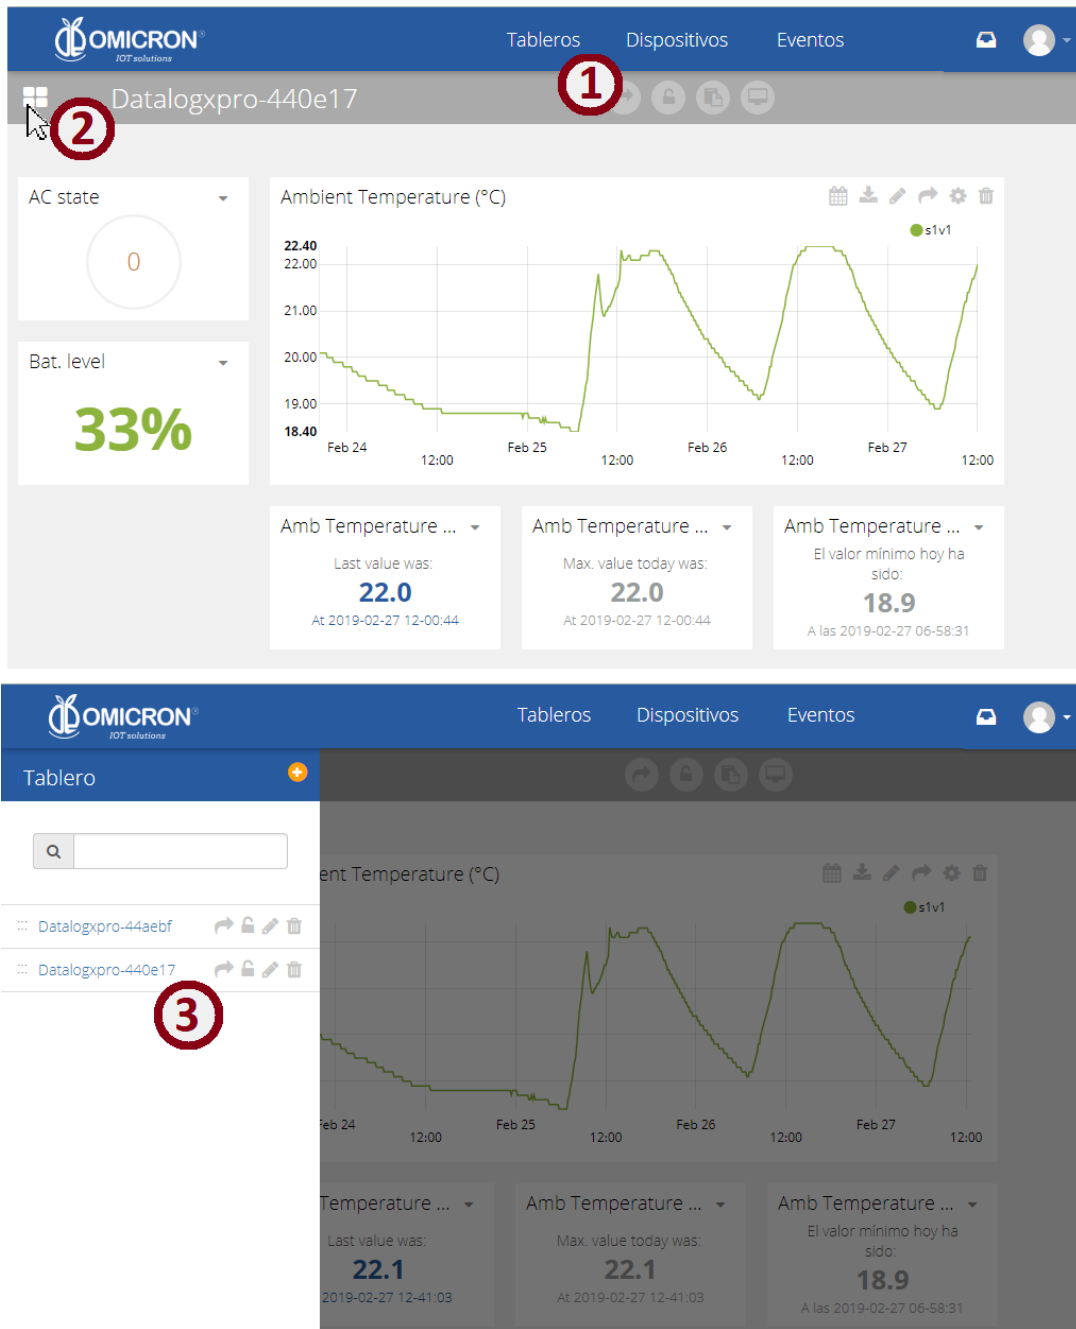 OMICRON®
IOT solutions
Tableros Dispositivos Eventos
1
Datalogxpro-440e17
2
AC state
0
Bat. level
33%
Ambient Temperature (°C)
s1v1
22.40
22.00
21.00
20.00
19.00
18.40
Feb 24 12:00 Feb 25 12:00 Feb 26 12:00 Feb 27 12:00
Amb Temperature ...
Last value was:
22.0
At 2019-02-27 12-00:44
Amb Temperature ...
Max. value today was:
22.0
At 2019-02-27 12-00:44
Amb Temperature ...
El valor mínimo hoy ha
sido:
18.9
A las 2019-02-27 06-58:31
OMICRON®
IOT solutions
Tableros Dispositivos Eventos
Tablero
Datalogxpro-44aebf
Datalogxpro-440e17
3
ent Temperature (°C)
s1v1
Feb 24 12:00 Feb 25 12:00 Feb 26 12:00 Feb 27 12:00
Temperature ...
Last value was:
22.1
2019-02-27 12-41:03
Amb Temperature ...
Max. value today was:
22.1
At 2019-02-27 12-41:03
Amb Temperature ...
El valor mínimo hoy ha
sido:
18.9
A las 2019-02-27 06-58:31